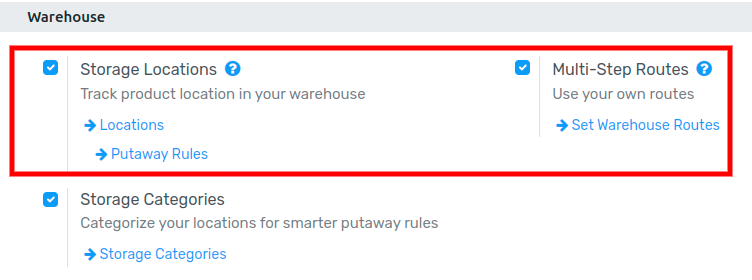 Warehouse
Storage Locations ?
Track product location in your warehouse
Locations
Putaway Rules
Multi-Step Routes ?
Use your own routes
Set Warehouse Routes
Storage Categories
Categorize your locations for smarter putaway rules
Storage Categories